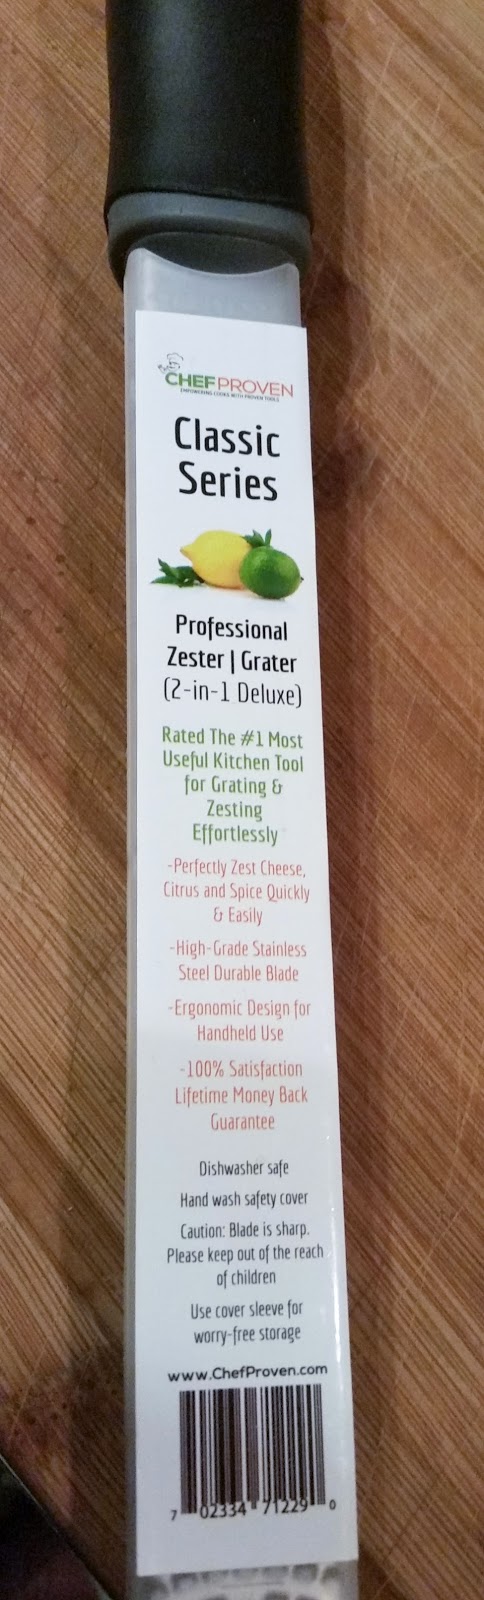 CHEFPROVEN
EMPOWERING COOKS WITH PROVEN TOOLS
Classic
Series
Professional
Zester | Grater
(2-in-1 Deluxe)
Rated The #1 Most
Useful Kitchen Tool
for Grating &
Zesting
Effortlessly
-Perfectly Zest Cheese,
Citrus and Spice Quickly
& Easily
-High-Grade Stainless
Steel Durable Blade
-Ergonomic Design for
Handheld Use
-100% Satisfaction
Lifetime Money Back
Guarantee
Dishwasher safe
Hand wash safety cover
Caution: Blade is sharp.
Please keep out of the reach
of children
Use cover sleeve for
worry-free storage
www.ChefProven.com
7 02334 71229 0